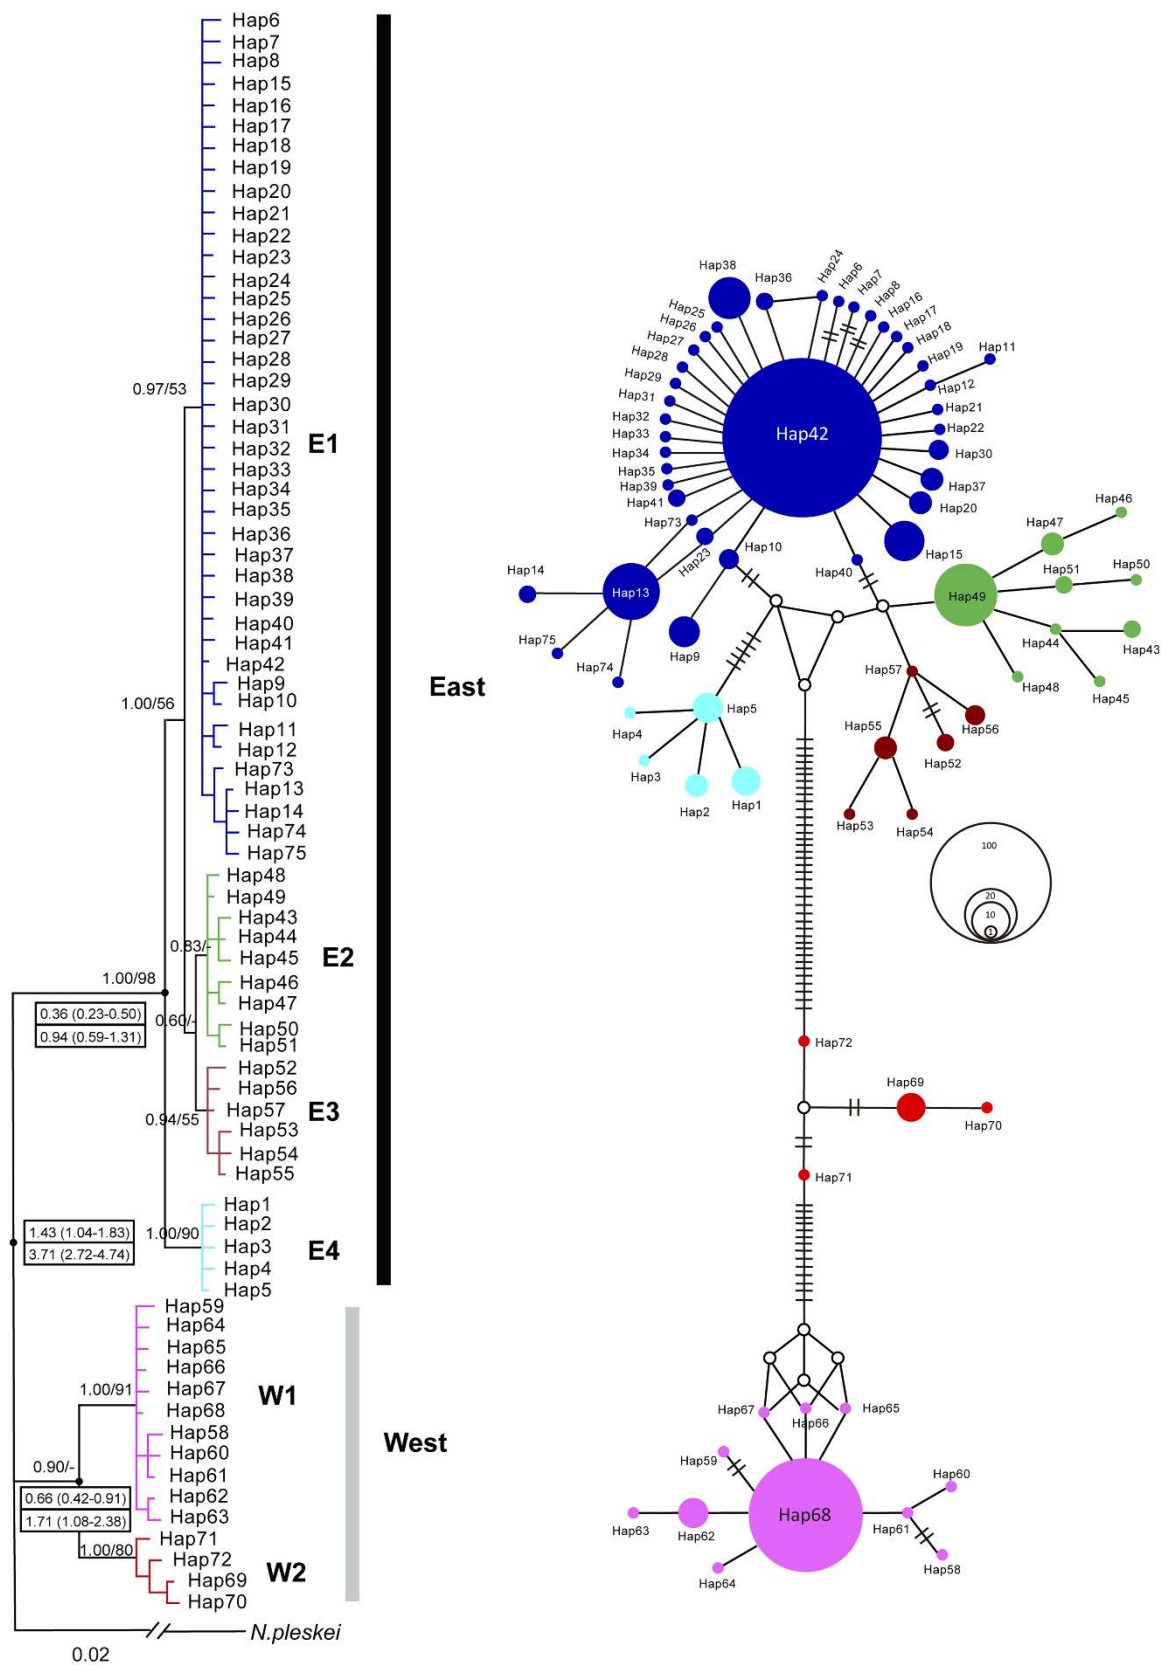 Hap6
Hap7
Hap8
Hap15
Hap16
Hap17
Hap18
Hap19
Hap20
Hap21
Hap22
Hap23
Hap24
Hap25
Hap26
Hap27
Hap28
Hap29
Hap30
Hap31
Hap32
Hap33
Hap34
Hap35
Hap36
Hap37
Hap38
Hap39
Hap40
Hap41
Hap42
Hap9
Hap10
Hap11
Hap12
Hap73
Hap13
Hap14
Hap74
Hap75
Hap48
Hap49
Hap43
Hap44
Hap45
Hap46
Hap47
Hap50
Hap51
Hap52
Hap56
Hap57
Hap53
Hap54
Hap55
Hap1
Hap2
Hap3
Hap4
Hap5
Hap59
Hap64
Hap65
Hap66
Hap67
Hap68
Hap58
Hap60
Hap61
Hap62
Hap63
Hap71
Hap72
Hap69
Hap70
N.pleskei
0.97/53
1.00/56
0.83/-
1.00/98
0.36 (0.23-0.50)
0.94 (0.59-1.31)
0.60/-
0.94/55
1.43 (1.04-1.83)
3.71 (2.72-4.74)
1.00/90
1.00/91
0.90/-
0.66 (0.42-0.91)
1.71 (1.08-2.38)
1.00/80
0.02
E1
E2
E3
E4
W1
W2
East
West
Hap38
Hap36
Hap24
Hap6
Hap7
Hap8
Hap16
Hap17
Hap18
Hap19
Hap11
Hap12
Hap21
Hap22
Hap30
Hap37
Hap20
Hap15
Hap25
Hap26
Hap27
Hap28
Hap29
Hap31
Hap32
Hap33
Hap34
Hap35
Hap39
Hap41
Hap73
Hap23
Hap10
Hap40
Hap42
Hap14
Hap13
Hap75
Hap74
Hap9
Hap46
Hap47
Hap50
Hap51
Hap49
Hap44
Hap43
Hap48
Hap45
Hap57
Hap55
Hap56
Hap52
Hap53
Hap54
Hap5
Hap4
Hap3
Hap2
Hap1
100
20
10
1
Hap72
Hap69
Hap70
Hap71
Hap67
Hap66
Hap65
Hap59
Hap60
Hap63
Hap62
Hap68
Hap61
Hap64
Hap58